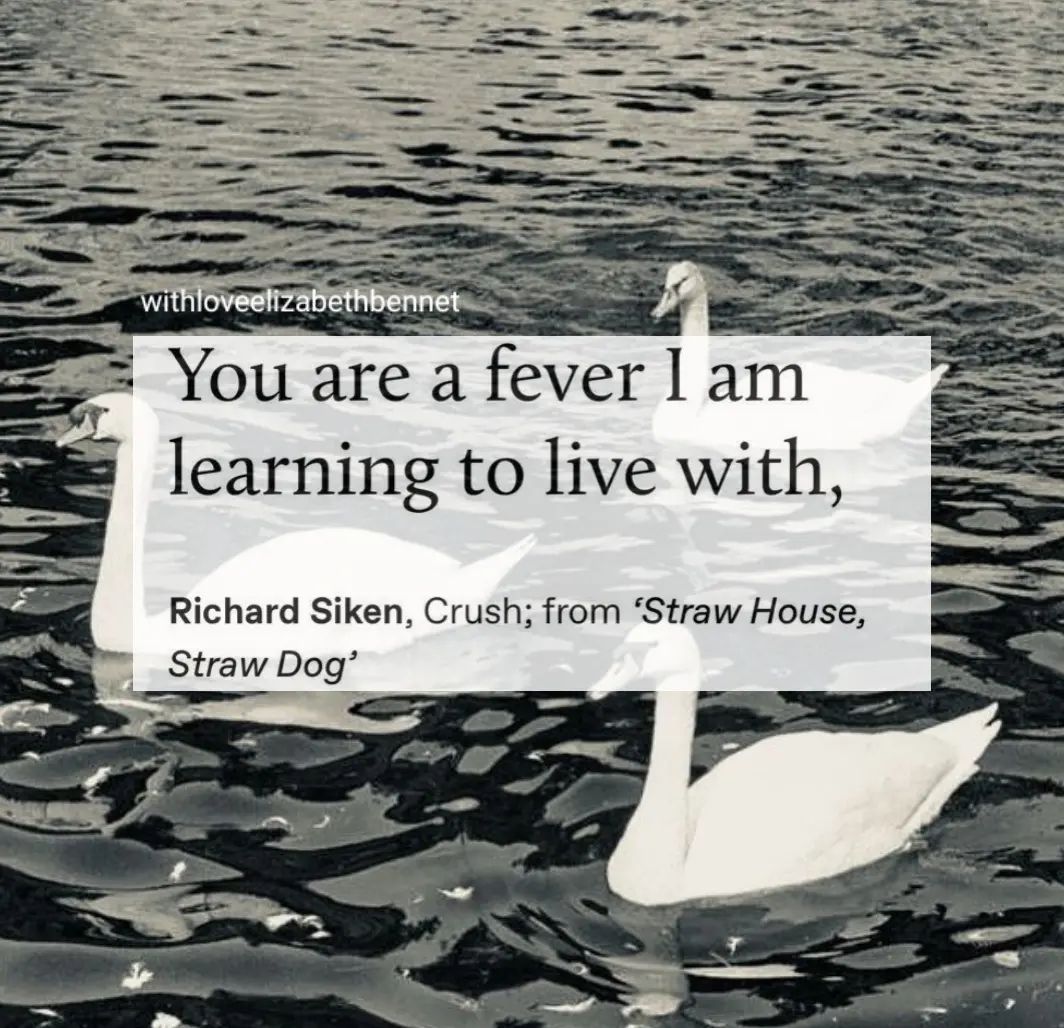 withloveelizabethbennet
You are a fever I am
learning to live with,
Richard Siken, Crush; from ‘Straw House,
Straw Dog’